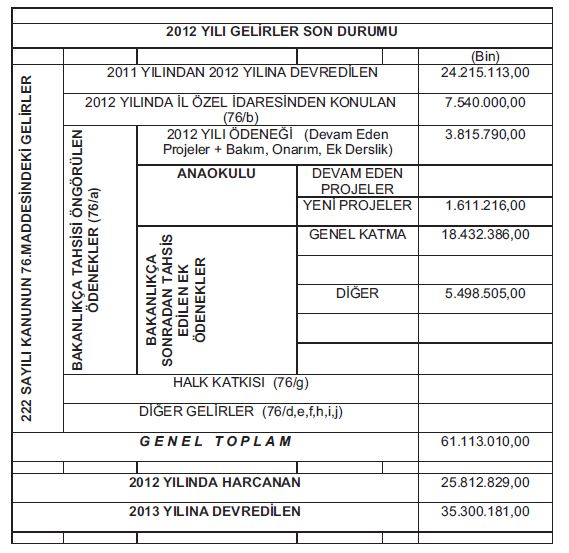 2012 YILI GELİRLER SON DURUMU
(Bin)
222 SAYILI KANUNUN 76.MADDESİNDEKİ GELİRLER
2011 YILINDAN 2012 YILINA DEVREDİLEN 24.215.113,00
2012 YILINDA İL ÖZEL İDARESİNDEN KONULAN 7.540.000,00
(76/b)
BAKANLIKÇA TAHSİSİ ÖNGÖRÜLEN
ÖDENEKLER (76/a)
2012 YILI ÖDENEĞİ (Devam Eden 3.815.790,00
Projeler + Bakım, Onarım, Ek Derslik)
ANAOKULU DEVAM EDEN
PROJELER
YENİ PROJELER 1.611.216,00
BAKANLIKÇA
SONRADAN TAHSİS
EDİLEN EK
ÖDENEKLER
GENEL KATMA 18.432.386,00
DİĞER 5.498.505,00
HALK KATKISI (76/g)
DİĞER GELİRLER (76/d,e,f,h,i,j)
GENEL TOPLAM 61.113.010,00
2012 YILINDA HARCANAN 25.812.829,00
2013 YILINA DEVREDİLEN 35.300.181,00